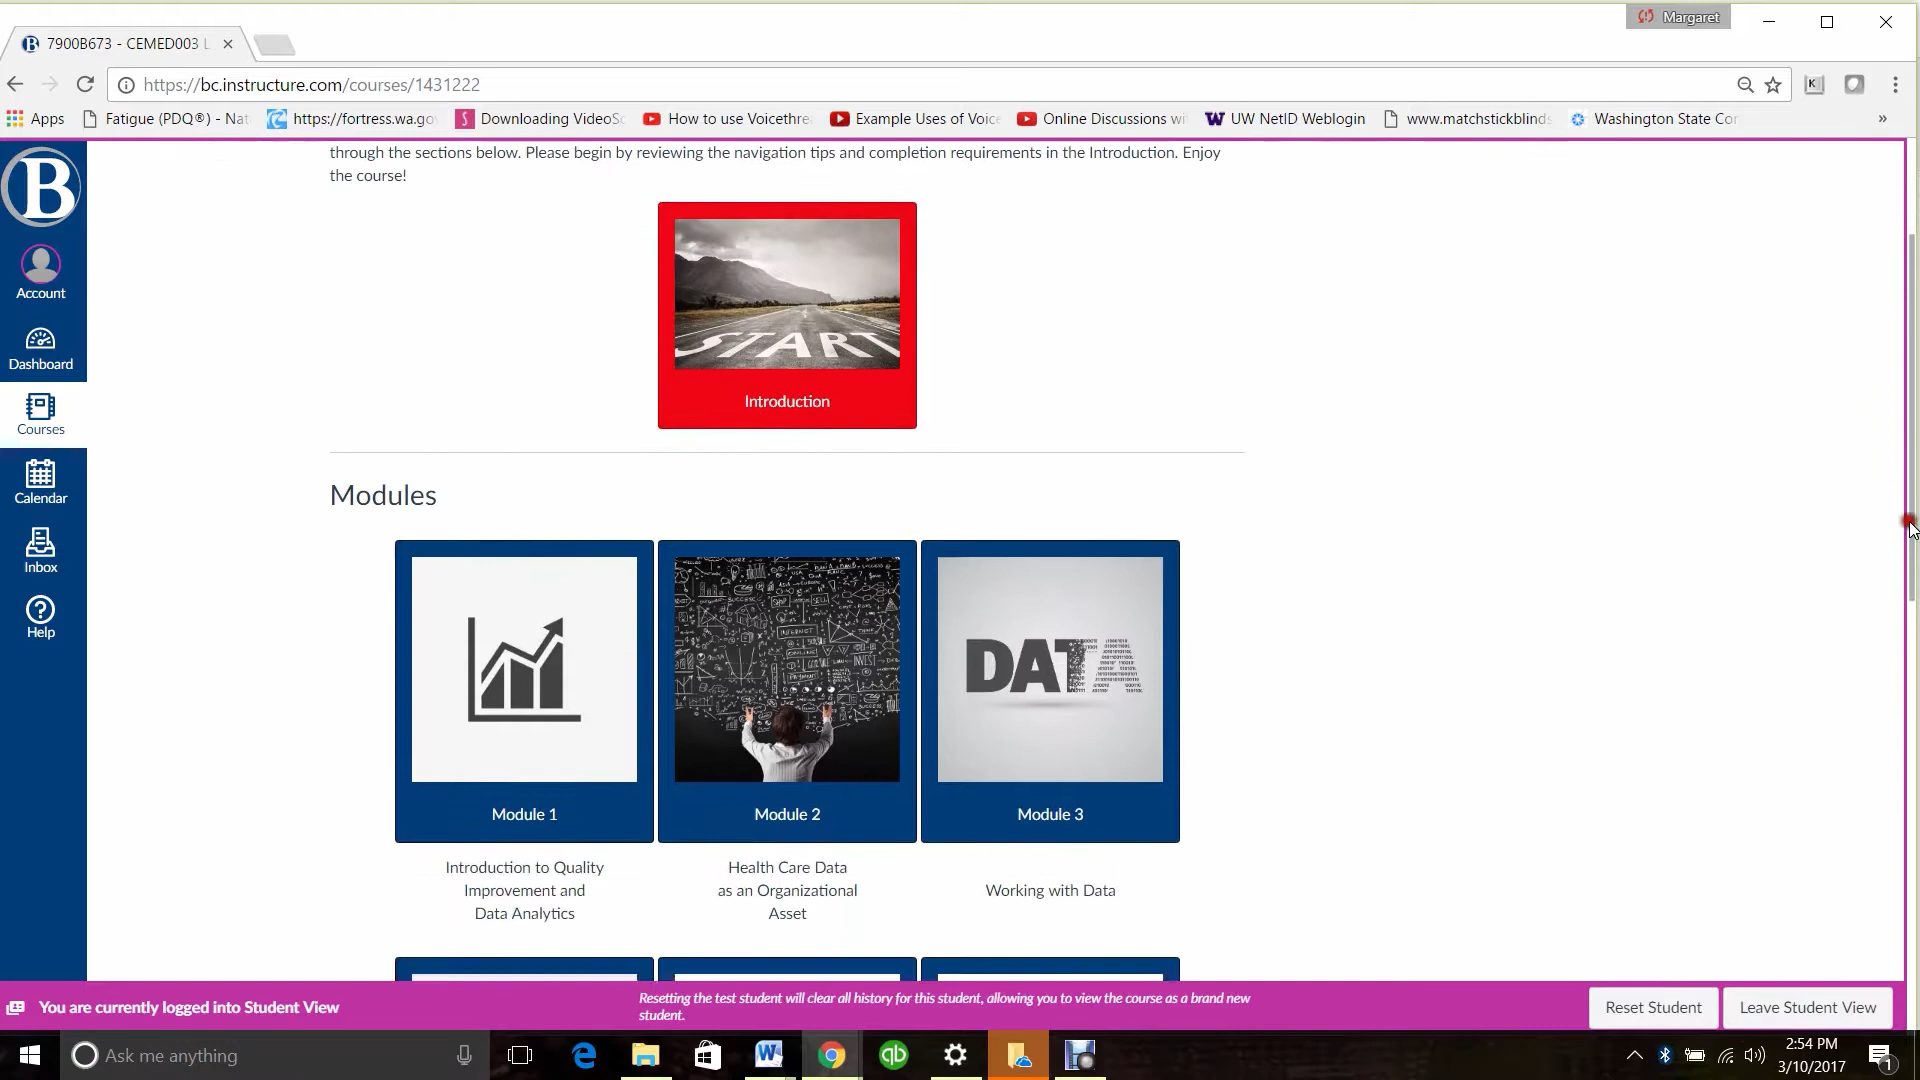 Margaret
7900B673 - CEMED003 L
https://bc.instructure.com/courses/1431222
K
Apps
Fatigue (PDQ®) - Nat
https://fortress.wa.go
Downloading VideoS
How to use Voicethre
Example Uses of Voic
Online Discussions wi
UW NetID Weblogin
www.matchstickblinds
Washington State Cor
»
through the sections below. Please begin by reviewing the navigation tips and completion requirements in the Introduction. Enjoy
the course!
B
Account
Dashboard
Courses
Calendar
Inbox
Help
START
Introduction
Modules
DATA
Module 1
Module 2
Module 3
Introduction to Quality
Improvement and
Data Analytics
Health Care Data
as an Organizational
Asset
Working with Data
You are currently logged into Student View
Resetting the test student will clear all history for this student, allowing you to view the course as a brand new
student.
Reset Student
Leave Student View
Ask me anything
2:54 PM
3/10/2017
1